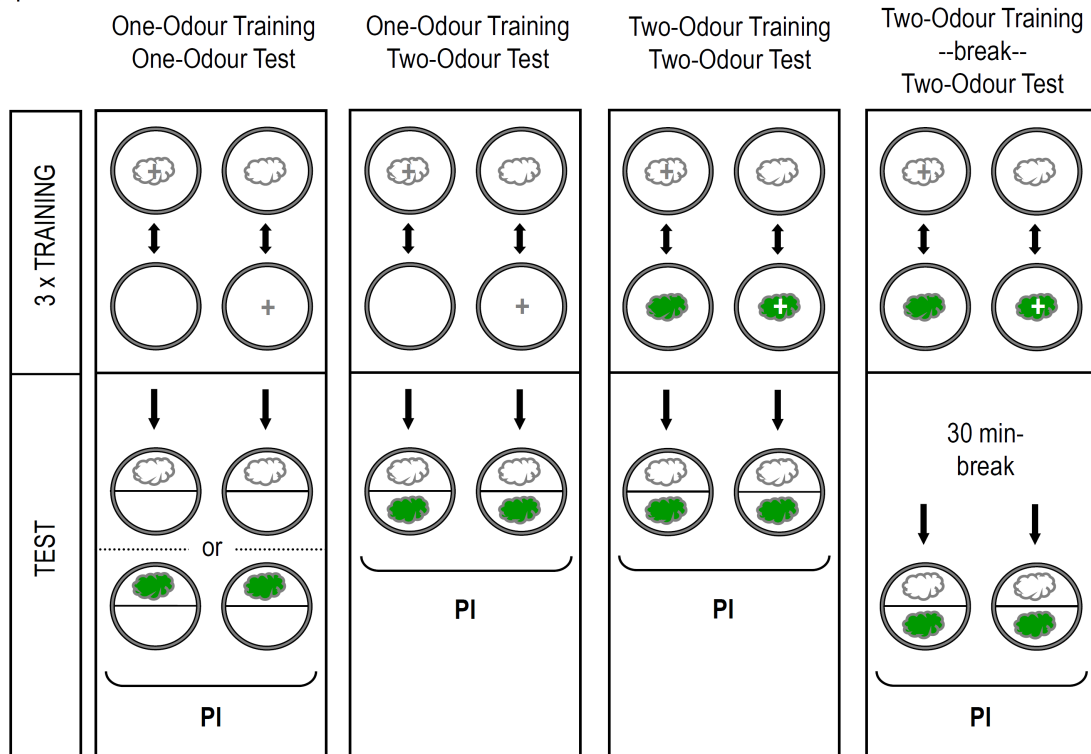 One-Odour Training
One-Odour Test
One-Odour Training
Two-Odour Test
Two-Odour Training
Two-Odour Test
Two-Odour Training
--break--
Two-Odour Test
3 x TRAINING
+
+
+
+
+
+
+
+
TEST
or
30 min-
break
PI
PI
PI
PI